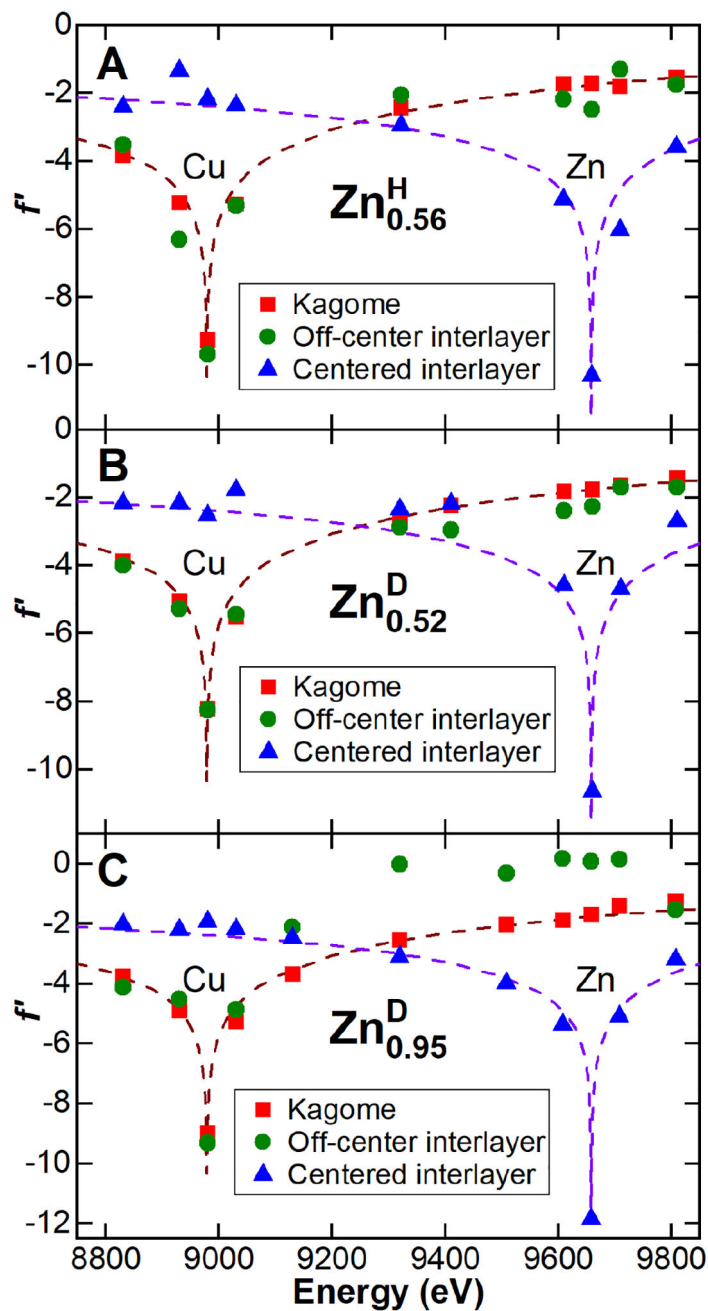 A
0
-2
-4
-6
-8
-10
f'
Cu
Zn
Zn^H_0.56
Kagome
Off-center interlayer
Centered interlayer
B
0
-2
-4
-6
-8
-10
f'
Cu
Zn
Zn^D_0.52
Kagome
Off-center interlayer
Centered interlayer
C
0
-2
-4
-6
-8
-10
-12
f'
Cu
Zn
Zn^D_0.95
Kagome
Off-center interlayer
Centered interlayer
8800 9000 9200 9400 9600 9800
Energy (eV)